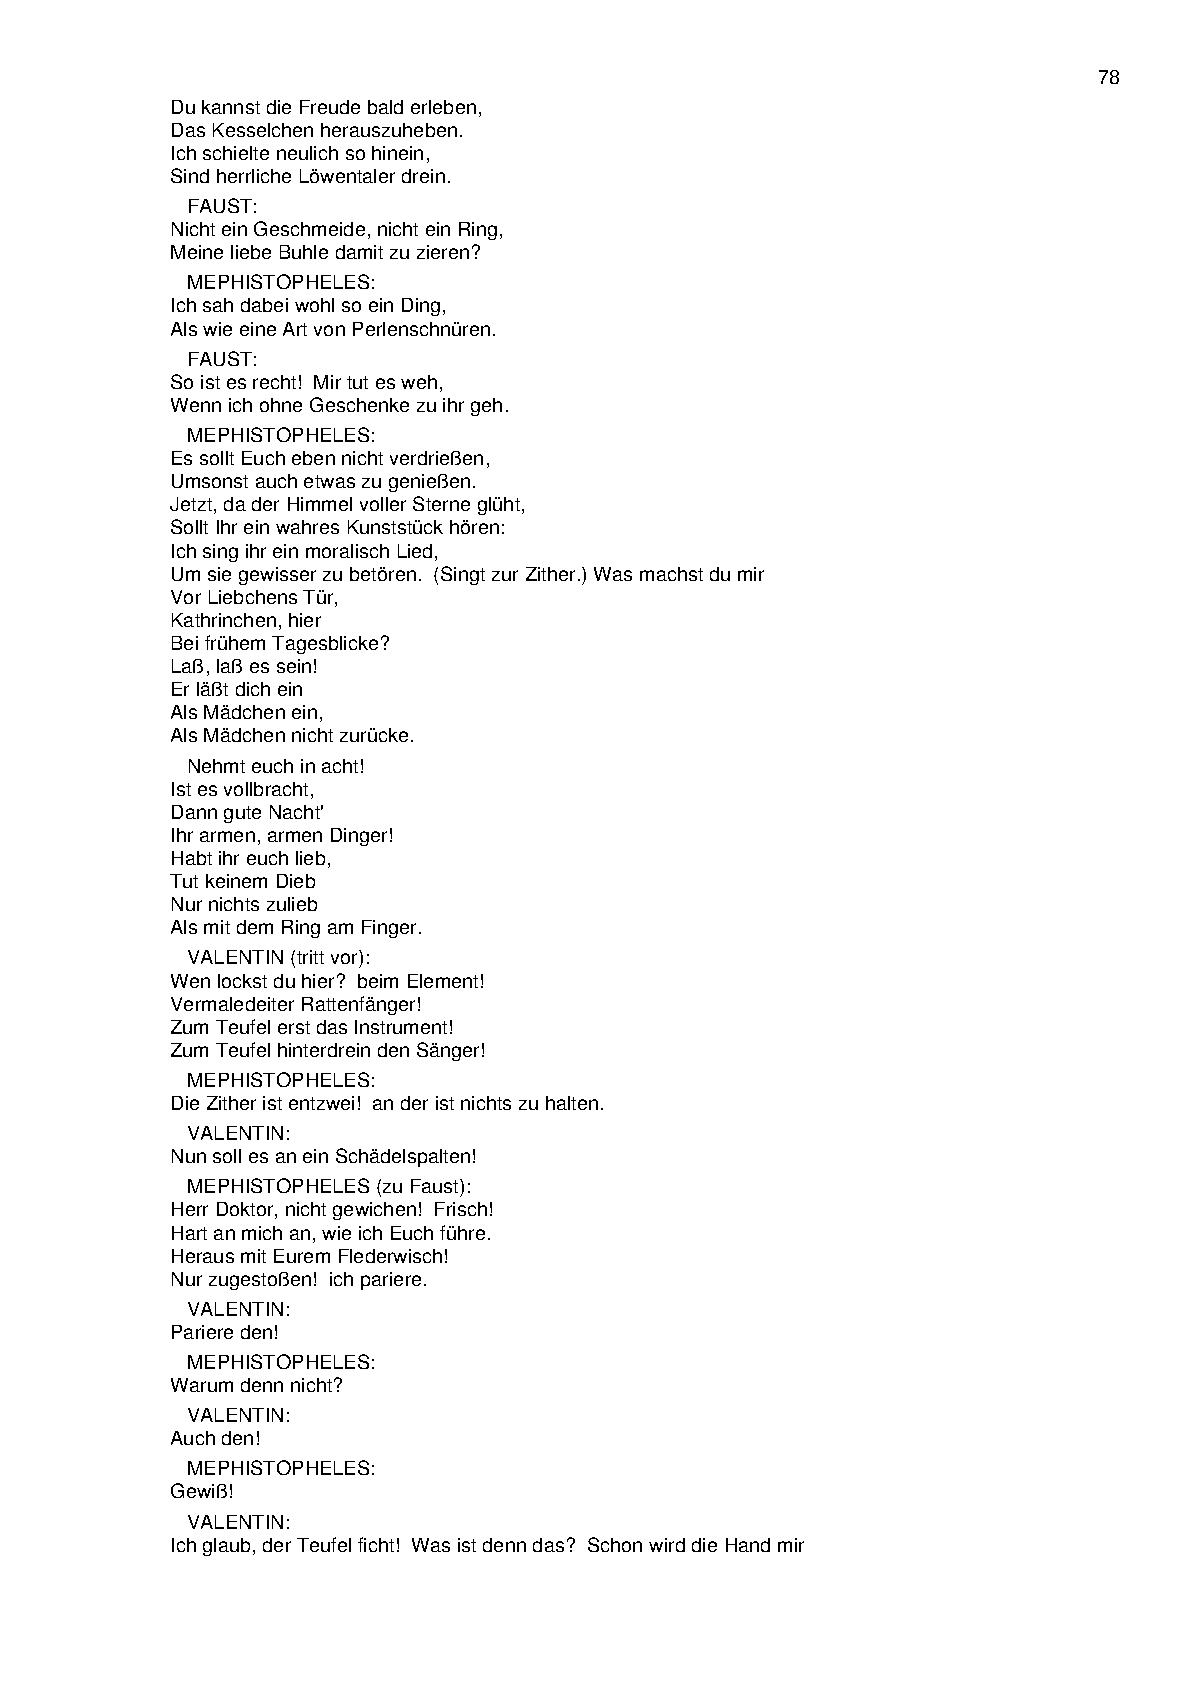 78
Du kannst die Freude bald erleben,
Das Kesselchen herauszuheben.
Ich schielte neulich so hinein,
Sind herrliche Löwentaler drein.
FAUST:
Nicht ein Geschmeide, nicht ein Ring,
Meine liebe Buhle damit zu zieren?
MEPHISTOPHELES:
Ich sah dabei wohl so ein Ding,
Als wie eine Art von Perlenschnüren.
FAUST:
So ist es recht!  Mir tut es weh,
Wenn ich ohne Geschenke zu ihr geh.
MEPHISTOPHELES:
Es sollt Euch eben nicht verdrießen,
Umsonst auch etwas zu genießen.
Jetzt, da der Himmel voller Sterne glüht,
Sollt Ihr ein wahres Kunststück hören:
Ich sing ihr ein moralisch Lied,
Um sie gewisser zu betören.  (Singt zur Zither.) Was machst du mir
Vor Liebchens Tür,
Kathrinchen, hier
Bei frühem Tagesblicke?
Laß, laß es sein!
Er läßt dich ein
Als Mädchen ein,
Als Mädchen nicht zurücke.
Nehmt euch in acht!
Ist es vollbracht,
Dann gute Nacht'
Ihr armen, armen Dinger!
Habt ihr euch lieb,
Tut keinem Dieb
Nur nichts zulieb
Als mit dem Ring am Finger.
VALENTIN (tritt vor):
Wen lockst du hier?  beim Element!
Vermaledeiter Rattenfänger!
Zum Teufel erst das Instrument!
Zum Teufel hinterdrein den Sänger!
MEPHISTOPHELES:
Die Zither ist entzwei!  an der ist nichts zu halten.
VALENTIN:
Nun soll es an ein Schädelspalten!
MEPHISTOPHELES (zu Faust):
Herr Doktor, nicht gewichen!  Frisch!
Hart an mich an, wie ich Euch führe.
Heraus mit Eurem Flederwisch!
Nur zugestoßen!  ich pariere.
VALENTIN:
Pariere den!
MEPHISTOPHELES:
Warum denn nicht?
VALENTIN:
Auch den!
MEPHISTOPHELES:
Gewiß!
VALENTIN:
Ich glaub, der Teufel ficht!  Was ist denn das?  Schon wird die Hand mir